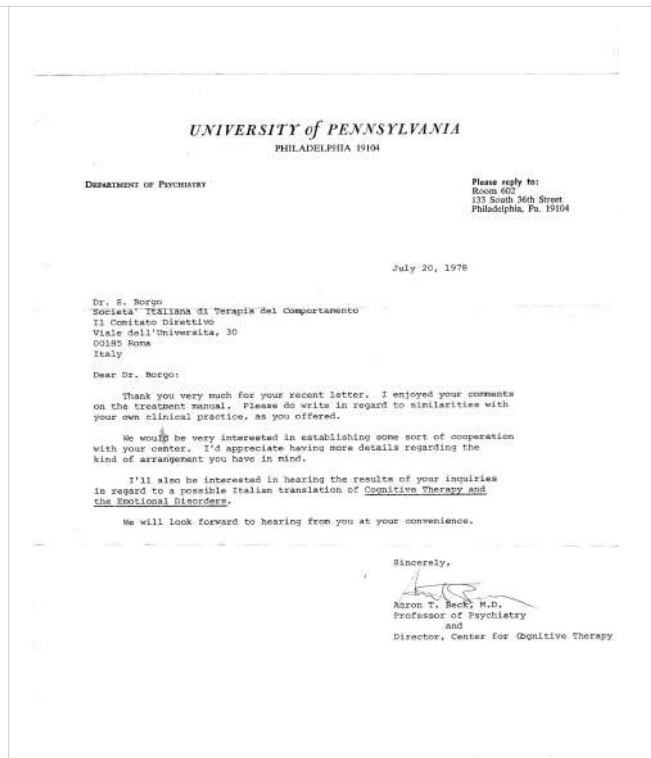 UNIVERSITY of PENNSYLVANIA
PHILADELPHIA 19104
DEPARTMENT OF PSYCHIATRY
Please reply to:
Room 602
133 South 36th Street
Philadelphia, Pa. 19104
July 20, 1978
Dr. S. Borgo
Societa' Italiana di Terapia del Comportamento
Il Comitato Direttivo
Viale dell'Universita, 30
00185 Roma
Italy
Dear Dr. Borgo:
Thank you very much for your recent letter. I enjoyed your comments
on the treatment manual. Please do write in regard to similarities with
your own clinical practice, as you offered.
We would be very interested in establishing some sort of cooperation
with your center. I'd appreciate having more details regarding the
kind of arrangement you have in mind.
I'll also be interested in hearing the results of your inquiries
in regard to a possible Italian translation of Cognitive Therapy and
the Emotional Disorders.
We will look forward to hearing from you at your convenience.
Sincerely,
Aaron T. Beck, M.D.
Professor of Psychiatry
and
Director, Center for Cognitive Therapy